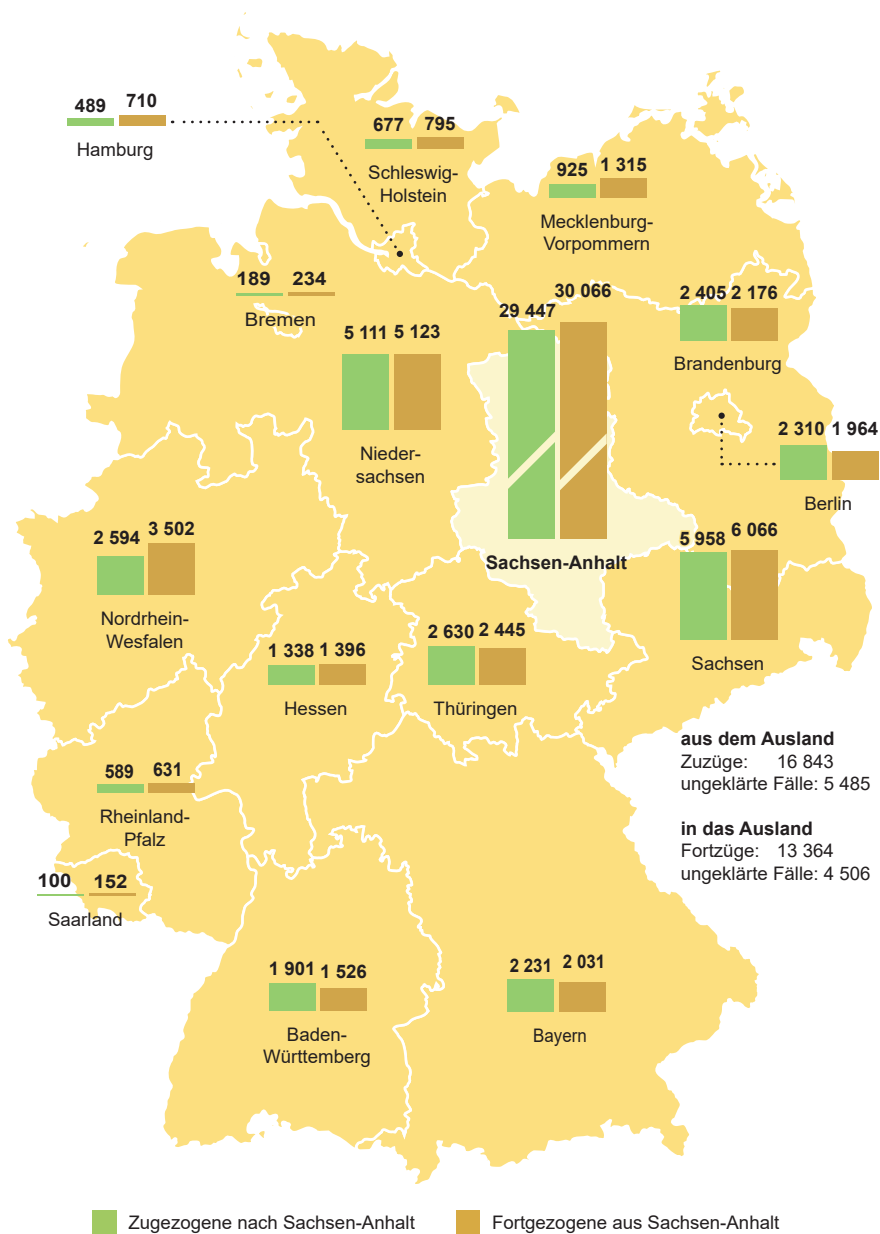 489 710
Hamburg
677 795
Schleswig-
Holstein
925 1 315
Mecklenburg-
Vorpommern
189 234
Bremen
5 111 5 123
Nieder-
sachsen
29 447 30 066
Sachsen-Anhalt
2 405 2 176
Brandenburg
2 310 1 964
Berlin
2 594 3 502
Nordrhein-
Westfalen
1 338 1 396
Hessen
2 630 2 445
Thüringen
5 958 6 066
Sachsen
589 631
Rheinland-
Pfalz
100 152
Saarland
1 901 1 526
Baden-
Württemberg
2 231 2 031
Bayern
aus dem Ausland
Zuzüge: 16 843
ungeklärte Fälle: 5 485
in das Ausland
Fortzüge: 13 364
ungeklärte Fälle: 4 506
Zugezogene nach Sachsen-Anhalt
Fortgezogene aus Sachsen-Anhalt